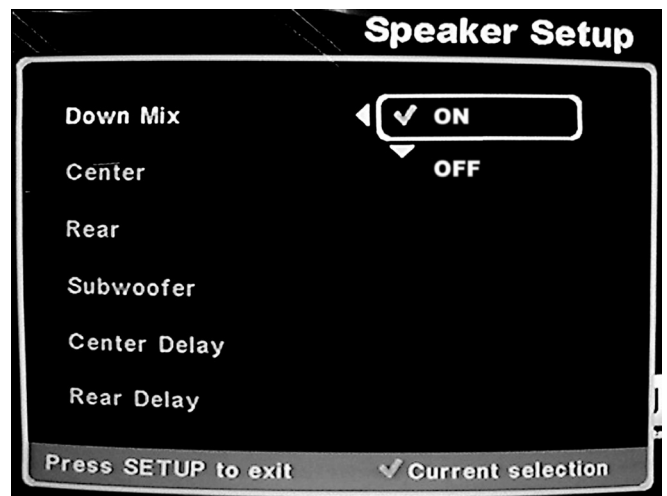 Speaker Setup
Down Mix ✓ ON
Center OFF
Rear
Subwoofer
Center Delay
Rear Delay
Press SETUP to exit ✓ Current selection